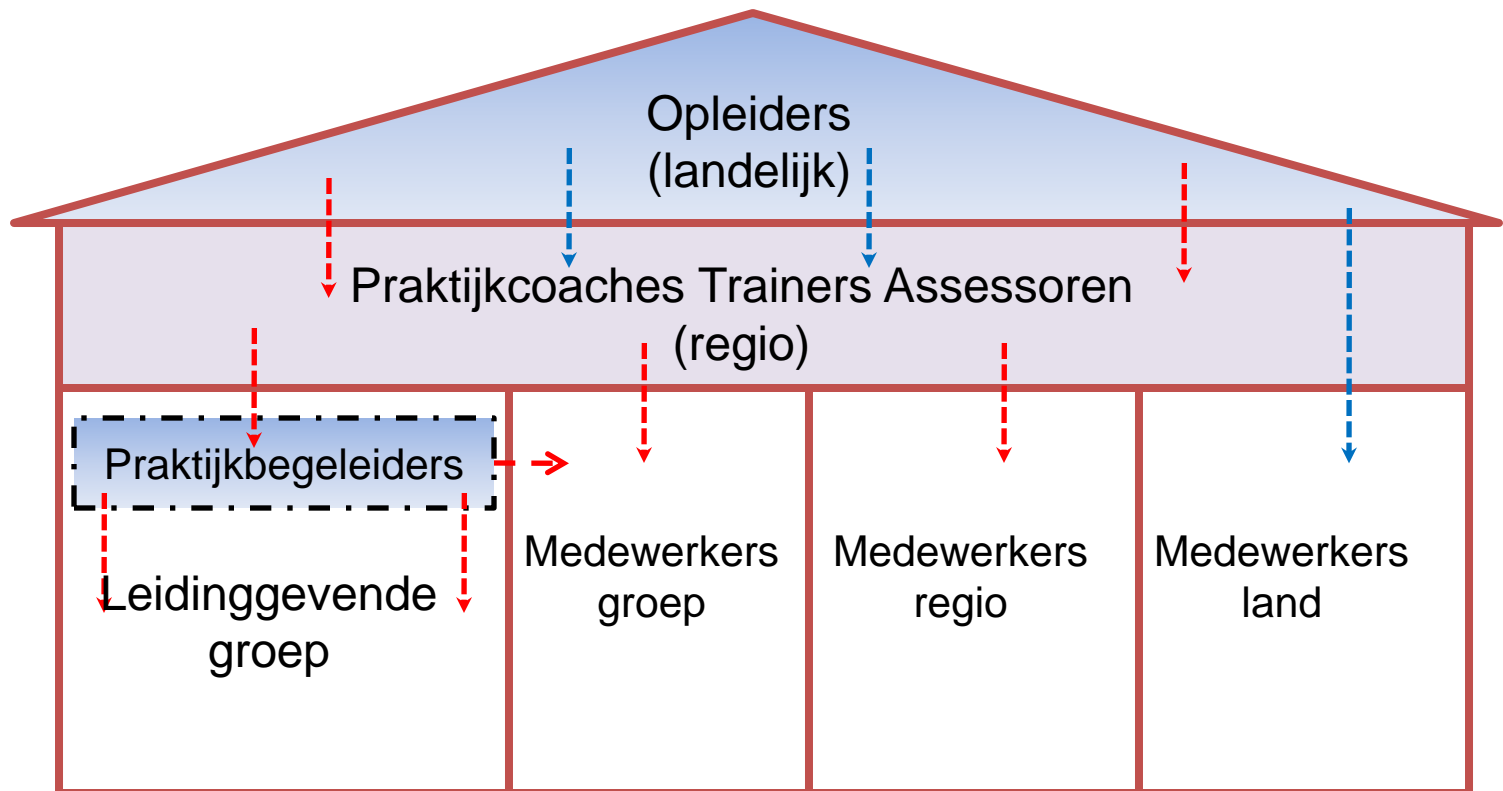 Opleiders
(landelijk)
Praktijkcoaches Trainers Assessoren
(regio)
Praktijkbegeleiders
Leidinggevende
groep
Medewerkers
groep
Medewerkers
regio
Medewerkers
land